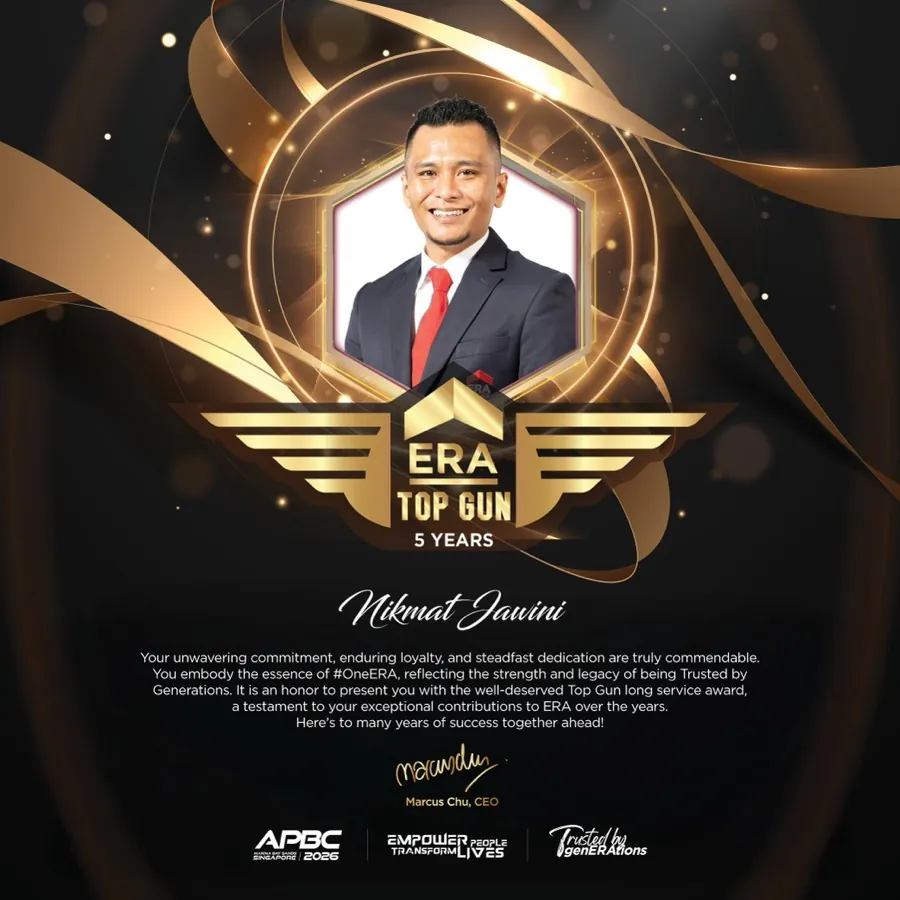 ERA
ERA
TOP GUN
5 YEARS
Nikmat Jawini
Your unwavering commitment, enduring loyalty, and steadfast dedication are truly commendable.
You embody the essence of #OneERA, reflecting the strength and legacy of being Trusted by
Generations. It is an honor to present you with the well-deserved Top Gun long service award,
a testament to your exceptional contributions to ERA over the years.
Here's to many years of success together ahead!
Marcus Chu, CEO
APBC
MARINA BAY SANDS
SINGAPORE | 2026
EMPOWER PEOPLE
TRANSFORM LIVES
Trusted by
genERAtions